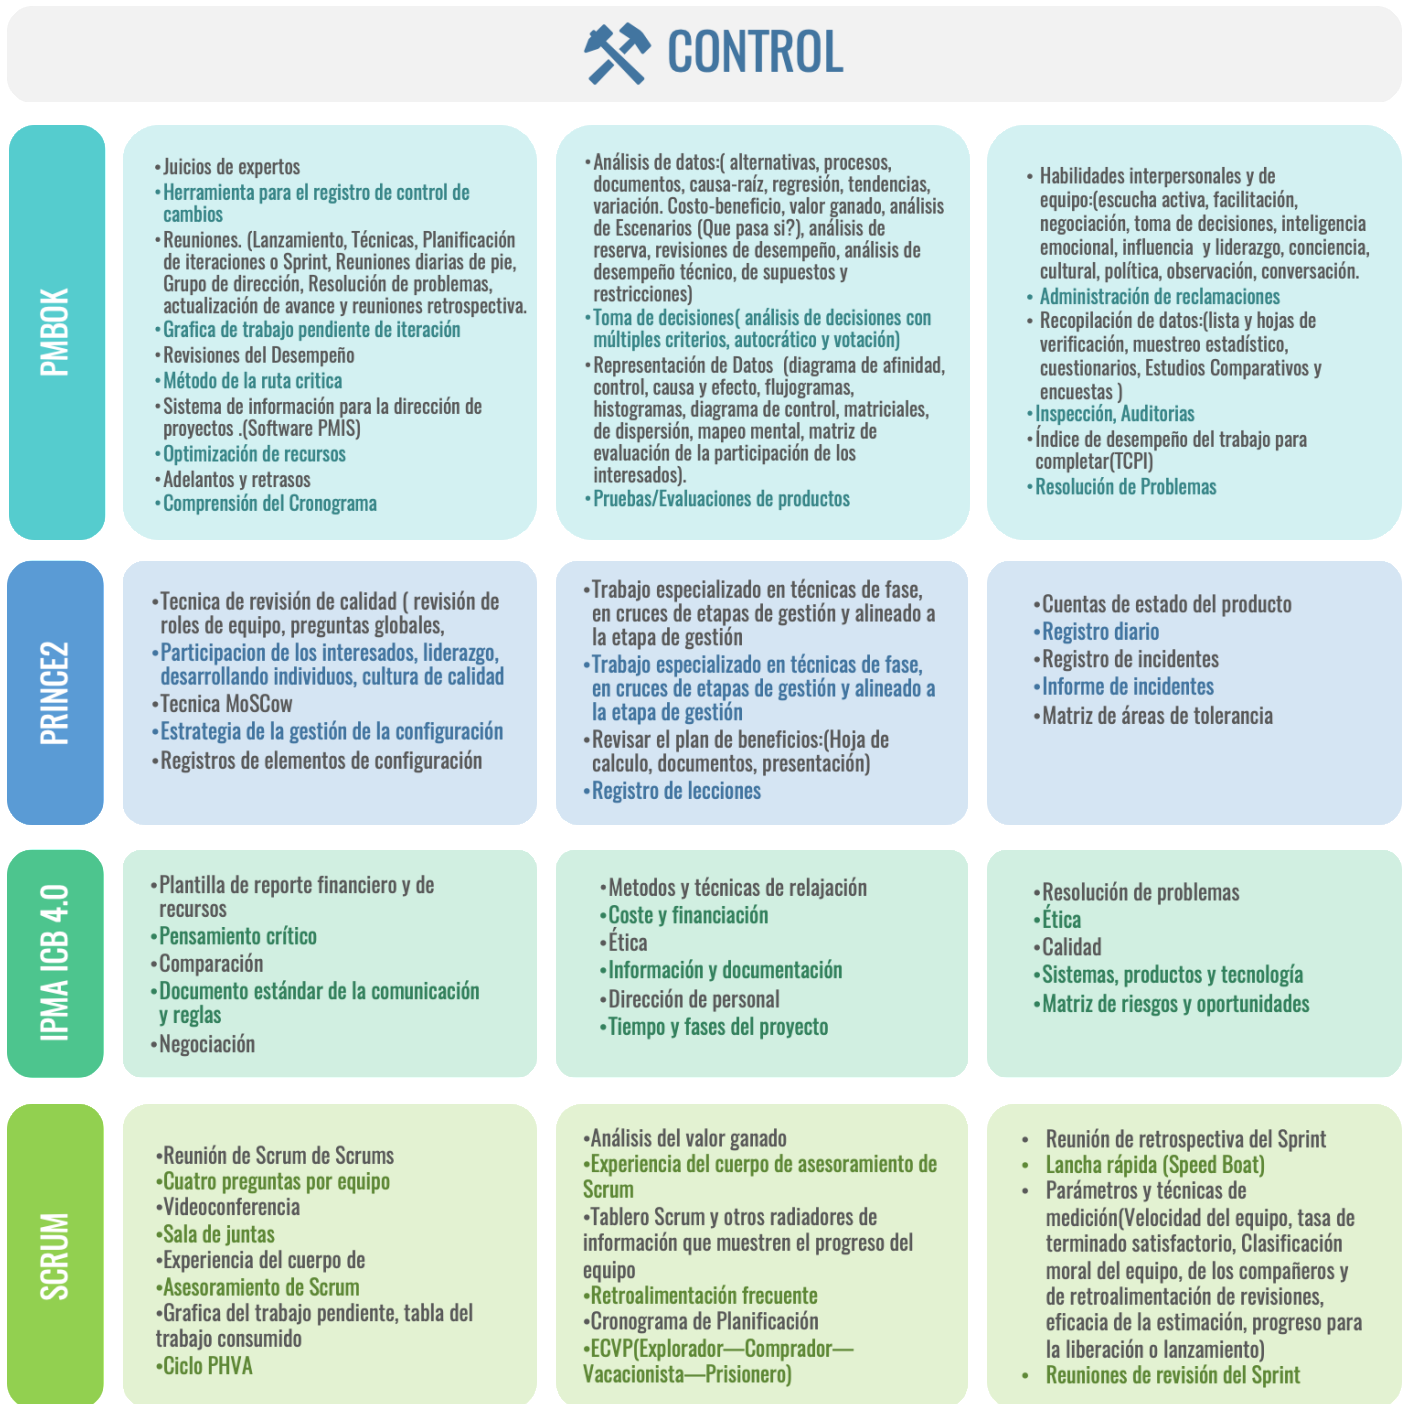 CONTROL
PMBOK
•Juicios de expertos
•Herramienta para el registro de control de
cambios
•Reuniones. (Lanzamiento, Técnicas, Planificación
de iteraciones o Sprint, Reuniones diarias de pie,
Grupo de dirección, Resolución de problemas,
actualización de avance y reuniones retrospectiva.
•Grafica de trabajo pendiente de iteración
•Revisiones del Desempeño
•Método de la ruta critica
•Sistema de información para la dirección de
proyectos .(Software PMIS)
•Optimización de recursos
•Adelantos y retrasos
•Comprensión del Cronograma
•Análisis de datos:( alternativas, procesos,
documentos, causa-raíz, regresión, tendencias,
variación. Costo-beneficio, valor ganado, análisis
de Escenarios (Que pasa si?), análisis de
reserva, revisiones de desempeño, análisis de
desempeño técnico, de supuestos y
restricciones)
•Toma de decisiones( análisis de decisiones con
múltiples criterios, autocrático y votación)
•Representación de Datos (diagrama de afinidad,
control, causa y efecto, flujogramas,
histogramas, diagrama de control, matriciales,
de dispersión, mapeo mental, matriz de
evaluación de la participación de los
interesados).
•Pruebas/Evaluaciones de productos
• Habilidades interpersonales y de
equipo:(escucha activa, facilitación,
negociación, toma de decisiones, inteligencia
emocional, influencia y liderazgo, conciencia,
cultural, política, observación, conversación.
• Administración de reclamaciones
• Recopilación de datos:(lista y hojas de
verificación, muestreo estadístico,
cuestionarios, Estudios Comparativos y
encuestas )
•Inspección, Auditorias
•Índice de desempeño del trabajo para
completar(TCPI)
•Resolución de Problemas
PRINCE2
•Tecnica de revisión de calidad ( revisión de
roles de equipo, preguntas globales,
•Participacion de los interesados, liderazgo,
desarrollando individuos, cultura de calidad
•Tecnica MoSCow
•Estrategia de la gestión de la configuración
•Registros de elementos de configuración
•Trabajo especializado en técnicas de fase,
en cruces de etapas de gestión y alineado a
la etapa de gestión
•Trabajo especializado en técnicas de fase,
en cruces de etapas de gestión y alineado a
la etapa de gestión
•Revisar el plan de beneficios:(Hoja de
calculo, documentos, presentación)
•Registro de lecciones
•Cuentas de estado del producto
•Registro diario
•Registro de incidentes
•Informe de incidentes
•Matriz de áreas de tolerancia
IPMA ICB 4.0
•Plantilla de reporte financiero y de
recursos
•Pensamiento crítico
•Comparación
•Documento estándar de la comunicación
y reglas
•Negociación
•Metodos y técnicas de relajación
•Coste y financiación
•Ética
•Información y documentación
•Dirección de personal
•Tiempo y fases del proyecto
•Resolución de problemas
•Ética
•Calidad
•Sistemas, productos y tecnología
•Matriz de riesgos y oportunidades
SCRUM
•Reunión de Scrum de Scrums
•Cuatro preguntas por equipo
•Videoconferencia
•Sala de juntas
•Experiencia del cuerpo de
•Asesoramiento de Scrum
•Grafica del trabajo pendiente, tabla del
trabajo consumido
•Ciclo PHVA
•Análisis del valor ganado
•Experiencia del cuerpo de asesoramiento de
Scrum
•Tablero Scrum y otros radiadores de
información que muestren el progreso del
equipo
•Retroalimentación frecuente
•Cronograma de Planificación
•ECVP(Explorador—Comprador—
Vacacionista—Prisionero)
• Reunión de retrospectiva del Sprint
• Lancha rápida (Speed Boat)
• Parámetros y técnicas de
medición(Velocidad del equipo, tasa de
terminado satisfactorio, Clasificación
moral del equipo, de los compañeros y
de retroalimentación de revisiones,
eficacia de la estimación, progreso para
la liberación o lanzamiento)
• Reuniones de revisión del Sprint